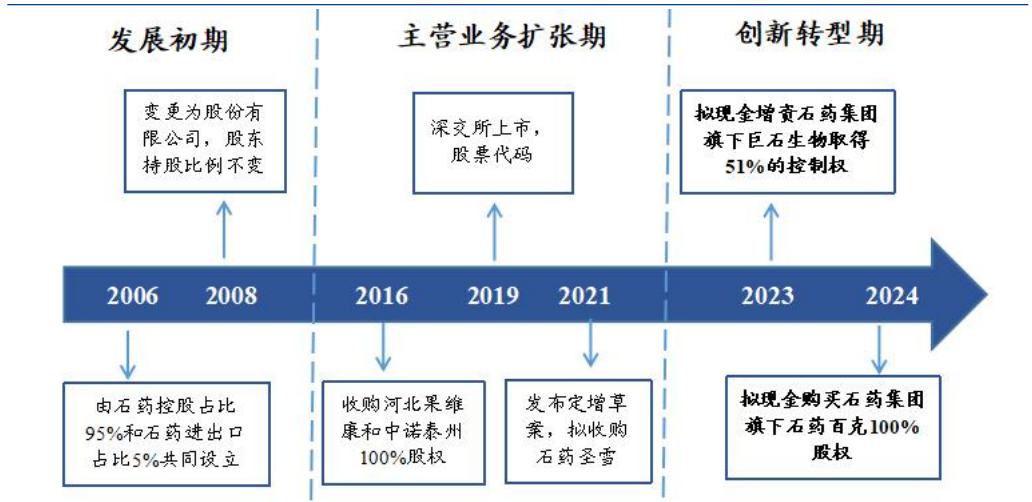 发展初期
主营业务扩张期
创新转型期
变更为股份有
限公司，股东
持股比例不变
深交所上市，
股票代码
拟现金增资石药集团
旗下巨石生物取得
51%的控制权
2006
2008
2016
2019
2021
2023
2024
由石药控股占比
95%和石药进出口
占比5%共同设立
收购河北果维
康和中诺泰州
100%股权
发布定增草
案，拟收购
石药圣雪
拟现金购买石药集团
旗下石药百克100%
股权